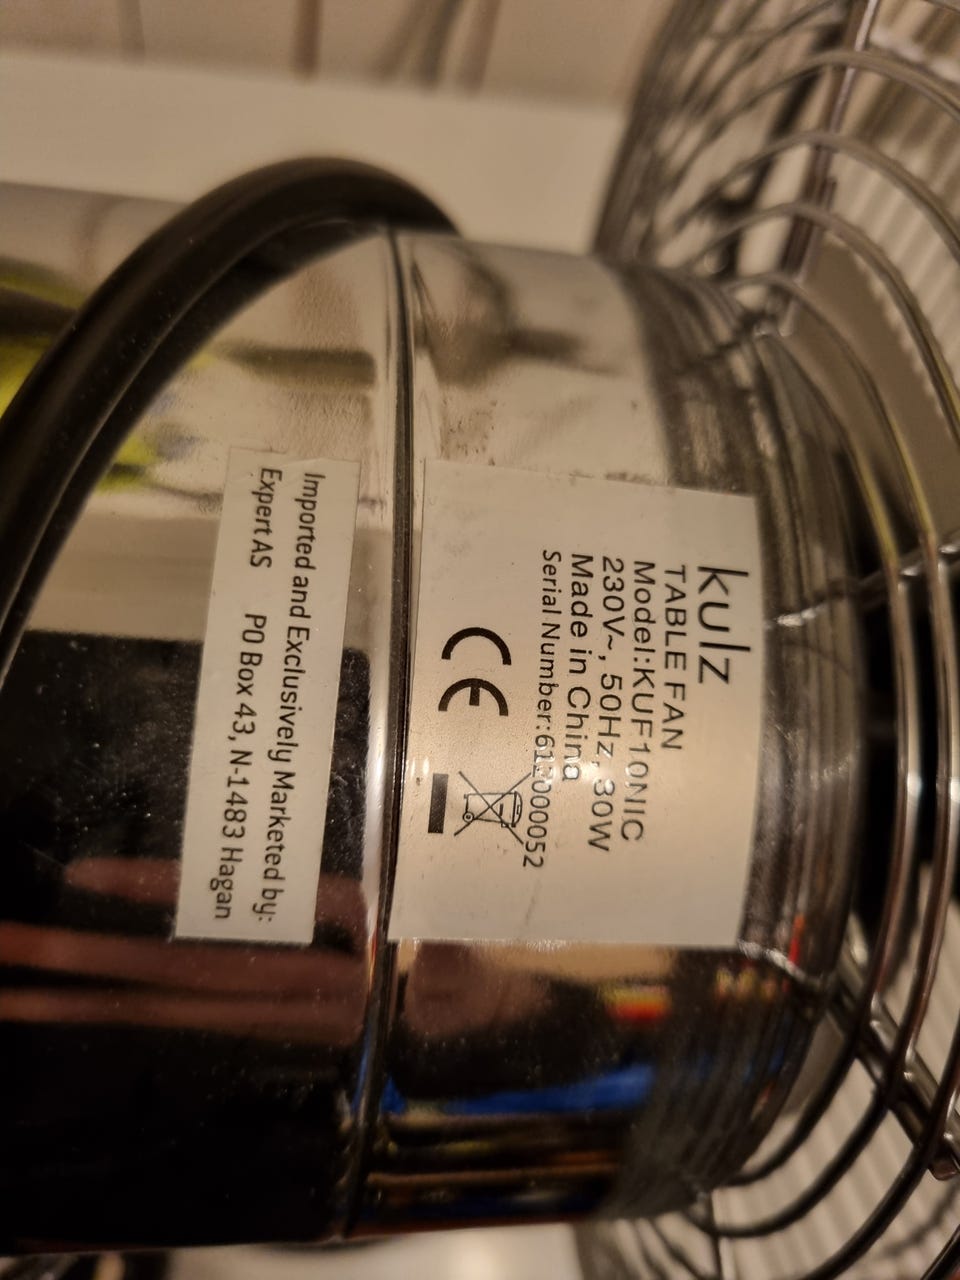 kulz
TABLE FAN
Model:KUF10NIC
230V~, 50Hz, 30W
Made in China
Serial Number:
CE
Imported and Exclusively Marketed by:
Expert AS PO Box 43, N-1483 Hagan